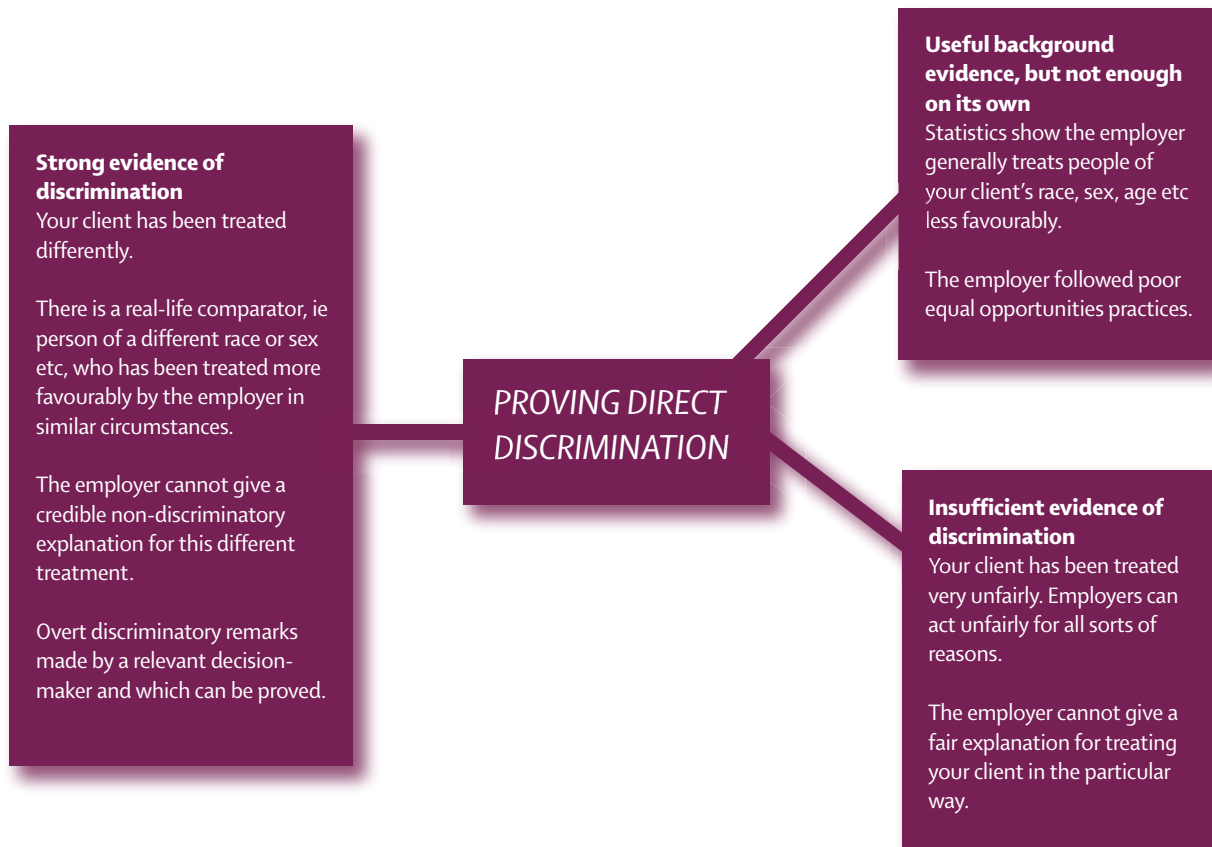 Strong evidence of
discrimination
Your client has been treated
differently.
There is a real-life comparator, ie
person of a different race or sex
etc, who has been treated more
favourably by the employer in
similar circumstances.
The employer cannot give a
credible non-discriminatory
explanation for this different
treatment.
Overt discriminatory remarks
made by a relevant decision-
maker and which can be proved.
PROVING DIRECT
DISCRIMINATION
Useful background
evidence, but not enough
on its own
Statistics show the employer
generally treats people of
your client’s race, sex, age etc
less favourably.
The employer followed poor
equal opportunities practices.
Insufficient evidence of
discrimination
Your client has been treated
very unfairly. Employers can
act unfairly for all sorts of
reasons.
The employer cannot give a
fair explanation for treating
your client in the particular
way.